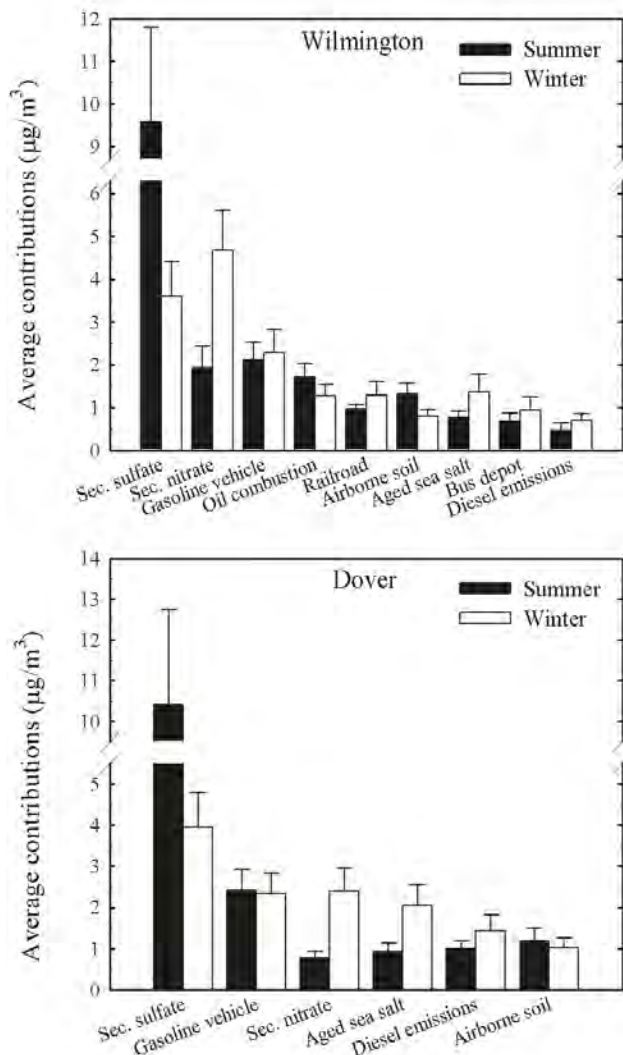 Wilmington
Summer
Winter
Average contributions (µg/m³)
12
11
10
9
6
5
4
3
2
1
0
Sec. sulfate
Sec. nitrate
Gasoline vehicle
Oil combustion
Railroad
Airborne soil
Aged sea salt
Bus depot
Diesel emissions
Dover
Summer
Winter
Average contributions (µg/m³)
14
13
12
11
10
5
4
3
2
1
0
Sec. sulfate
Gasoline vehicle
Sec. nitrate
Aged sea salt
Diesel emissions
Airborne soil